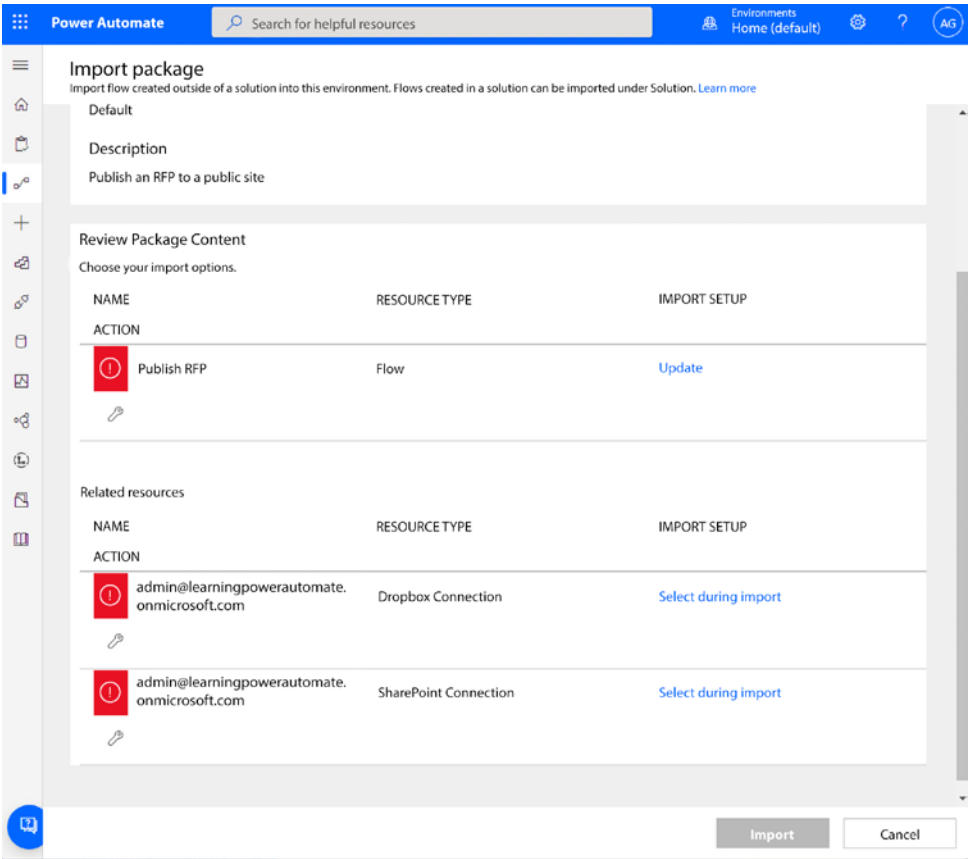 Power Automate
Search for helpful resources
Environments
Home (default)
?
AG
Import package
Import flow created outside of a solution into this environment. Flows created in a solution can be imported under Solution. Learn more
Default
Description
Publish an RFP to a public site
Review Package Content
Choose your import options.
NAME RESOURCE TYPE IMPORT SETUP
ACTION
Publish RFP Flow Update
Related resources
NAME RESOURCE TYPE IMPORT SETUP
ACTION
admin@learningpowerautomate.
onmicrosoft.com Dropbox Connection Select during import
admin@learningpowerautomate.
onmicrosoft.com SharePoint Connection Select during import
Import Cancel